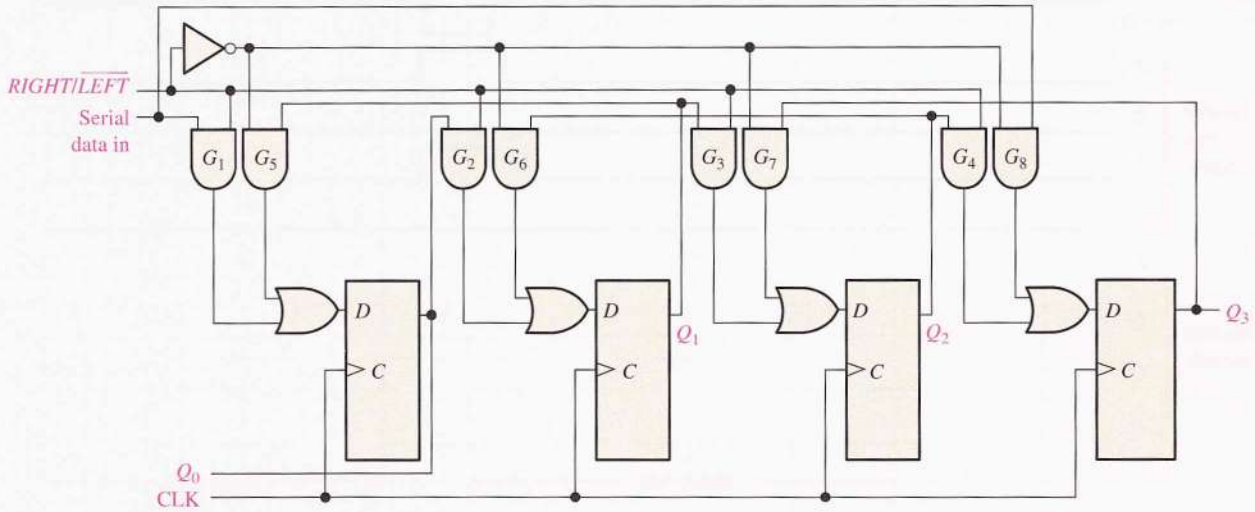 RIGHT/LEFT
Serial
data in
G1 G5 G2 G6 G3 G7 G4 G8
D D D D Q3
Q1 Q2
C C C C
Q0
CLK